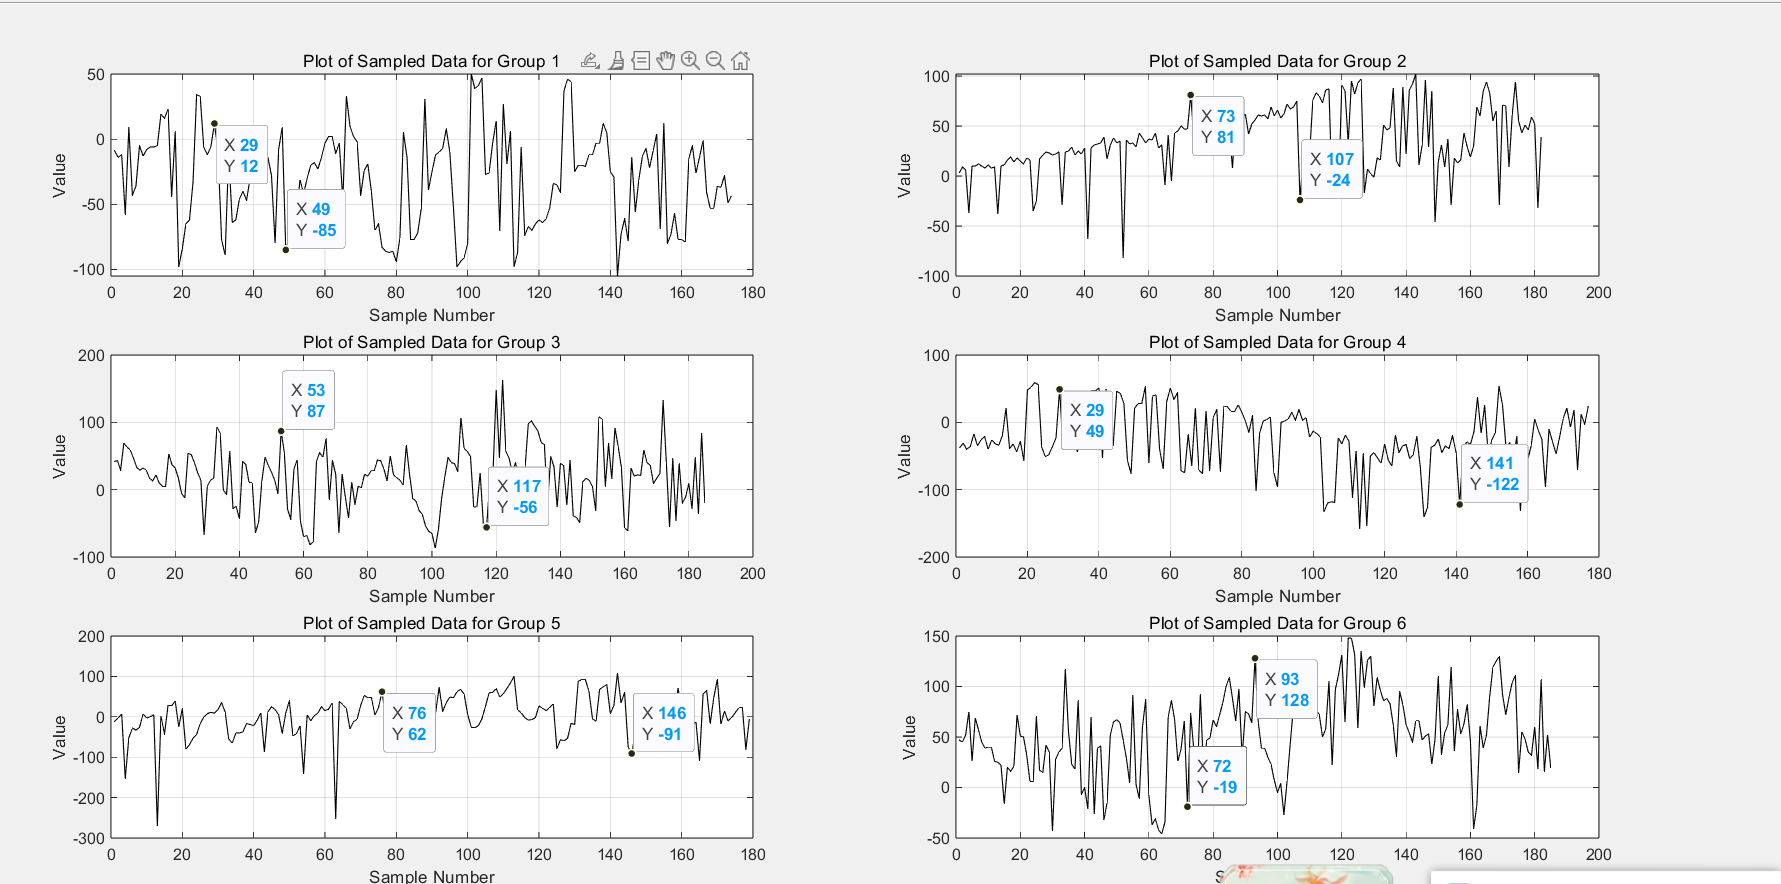 Plot of Sampled Data for Group 1
50
0
-50
-100
Value
X 29
Y 12
X 49
Y -85
0 20 40 60 80 100 120 140 160 180
Sample Number
Plot of Sampled Data for Group 2
100
50
0
-50
-100
Value
X 73
Y 81
X 107
Y -24
0 20 40 60 80 100 120 140 160 180 200
Sample Number
Plot of Sampled Data for Group 3
200
100
0
-100
Value
X 53
Y 87
X 117
Y -56
0 20 40 60 80 100 120 140 160 180 200
Sample Number
Plot of Sampled Data for Group 4
100
0
-100
-200
Value
X 29
Y 49
X 141
Y -122
0 20 40 60 80 100 120 140 160 180
Sample Number
Plot of Sampled Data for Group 5
200
100
0
-100
-200
-300
Value
X 76
Y 62
X 146
Y -91
0 20 40 60 80 100 120 140 160 180
Sample Number
Plot of Sampled Data for Group 6
150
100
50
0
-50
Value
X 93
Y 128
X 72
Y -19
0 20 40 60 80 100 120 140 160 180 200